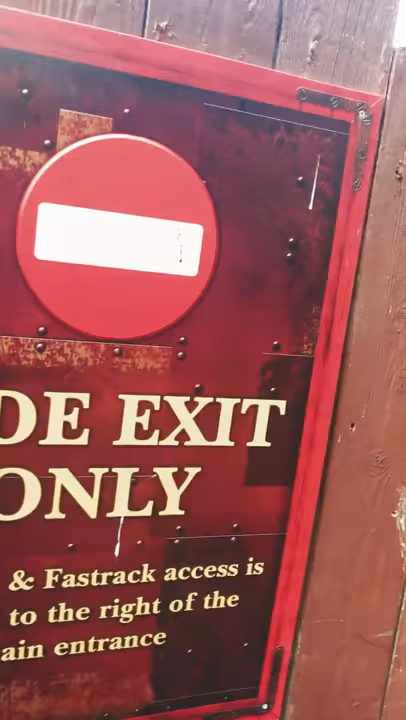 DE EXIT
ONLY
& Fastrack access is
to the right of the
ain entrance